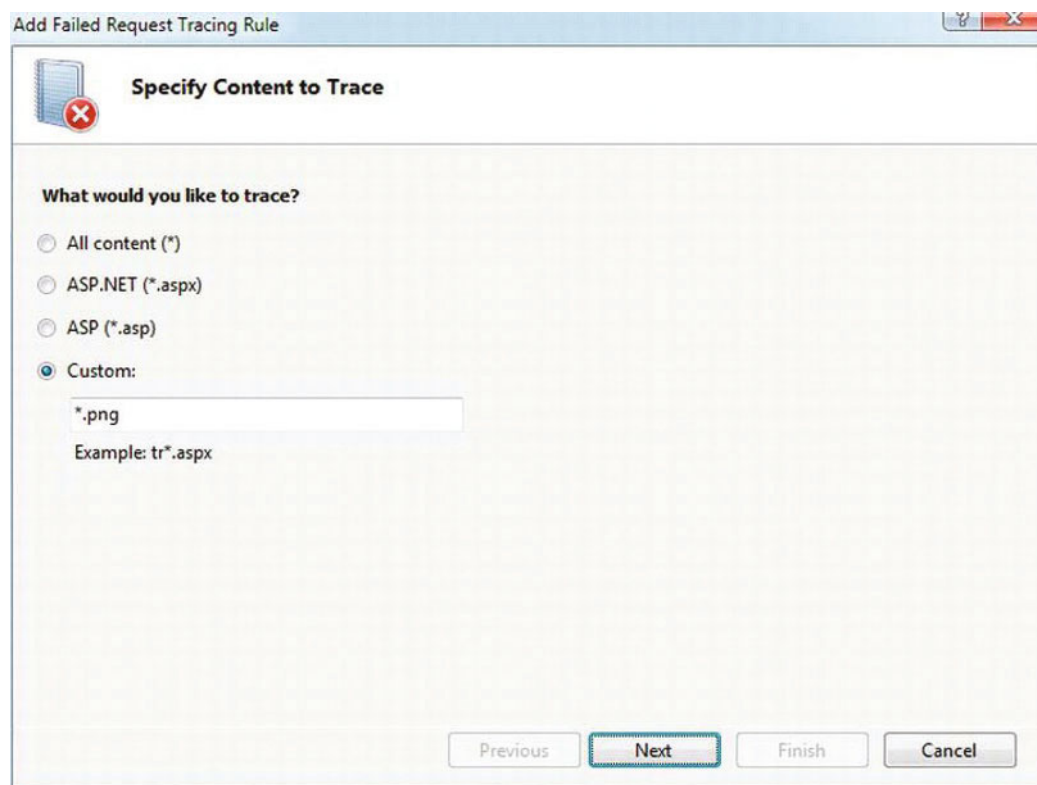 Add Failed Request Tracing Rule
Specify Content to Trace
What would you like to trace?
All content (*)
ASP.NET (*.aspx)
ASP (*.asp)
Custom:
*.png
Example: tr*.aspx
Previous Next Finish Cancel